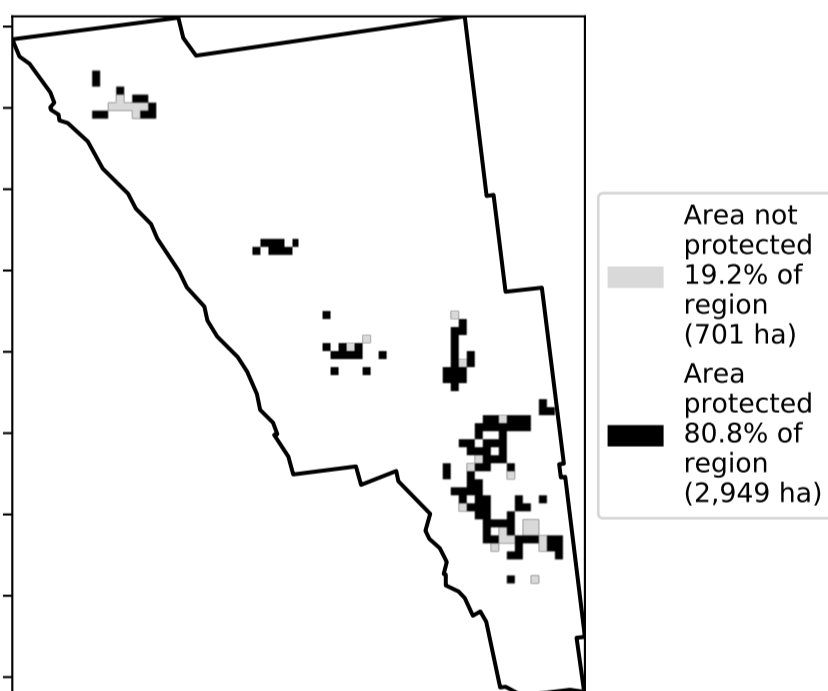 Area not
protected
19.2% of
region
(701 ha)
Area
protected
80.8% of
region
(2,949 ha)